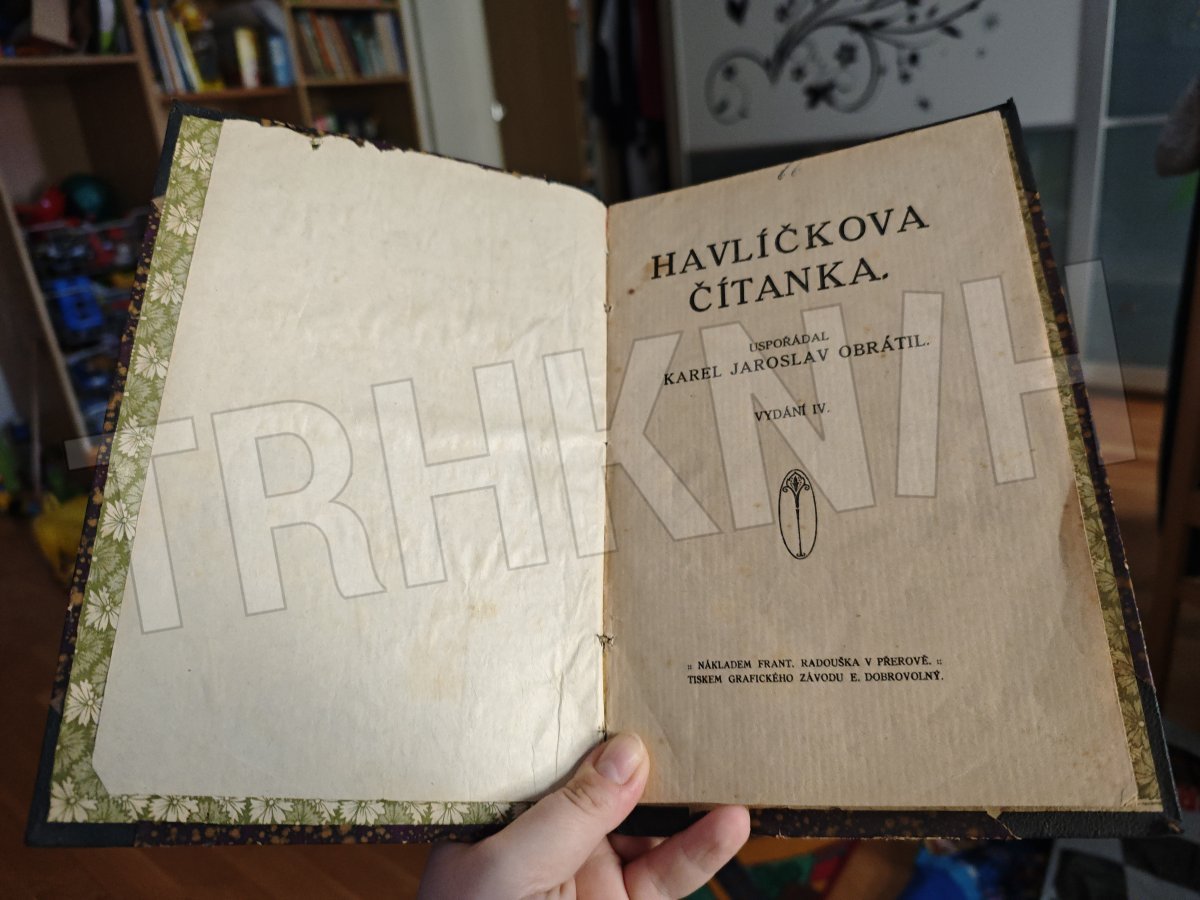 HAVLÍČKOVA
ČÍTANKA.
USPOŘÁDAL
KAREL JAROSLAV OBRÁTIL.
VYDÁNÍ IV.
:: NÁKLADEM FRANT. RADOUŠKA V PŘEROVĚ. ::
TISKEM GRAFICKÉHO ZÁVODU E. DOBROVOLNÝ.
TRHKNIH